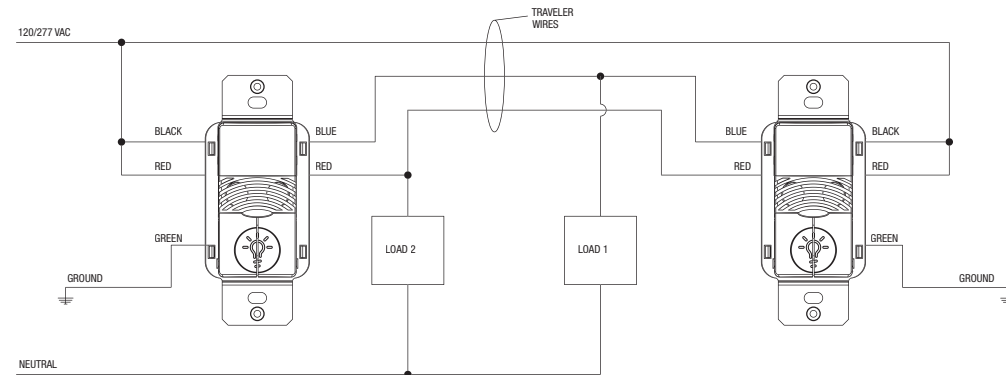 TRAVELER
WIRES
120/277 VAC
BLACK
BLUE
BLUE
BLACK
RED
RED
RED
RED
LOAD 2
LOAD 1
GREEN
GREEN
GROUND
GROUND
NEUTRAL